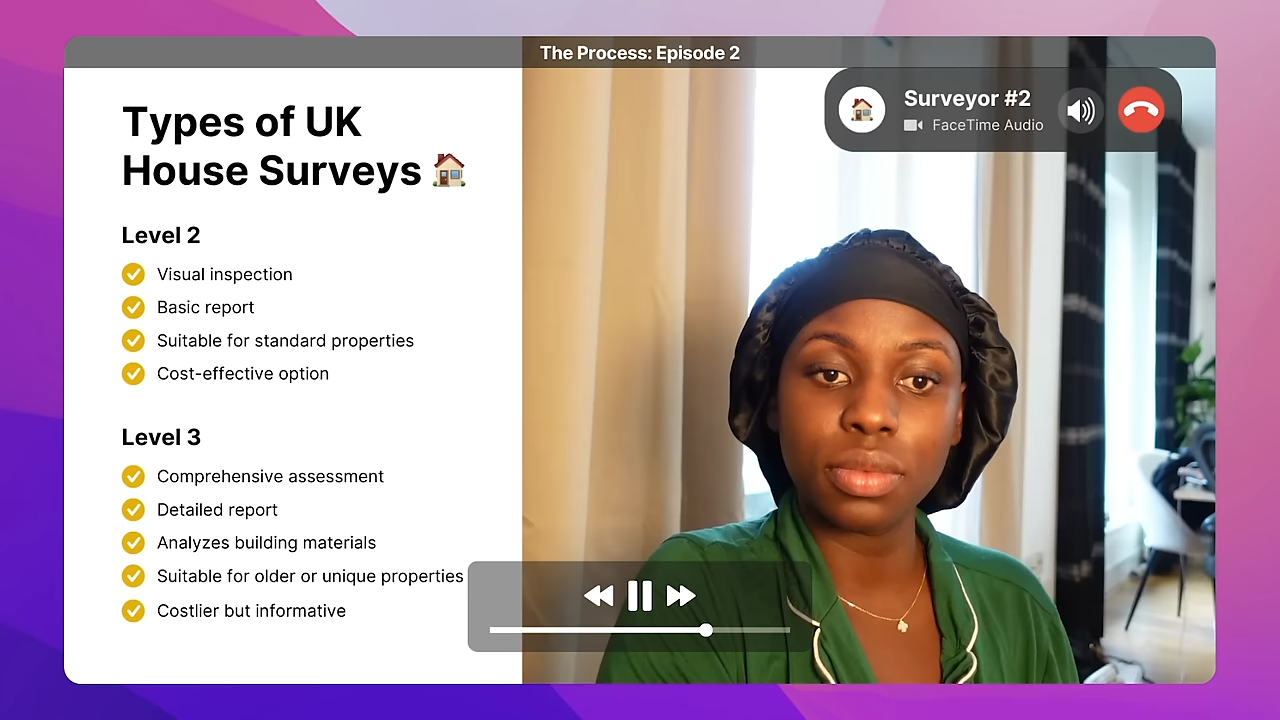 The Process: Episode 2
Types of UK
House Surveys
Level 2
Visual inspection
Basic report
Suitable for standard properties
Cost-effective option
Level 3
Comprehensive assessment
Detailed report
Analyzes building materials
Suitable for older or unique properties
Costlier but informative
Surveyor #2
FaceTime Audio